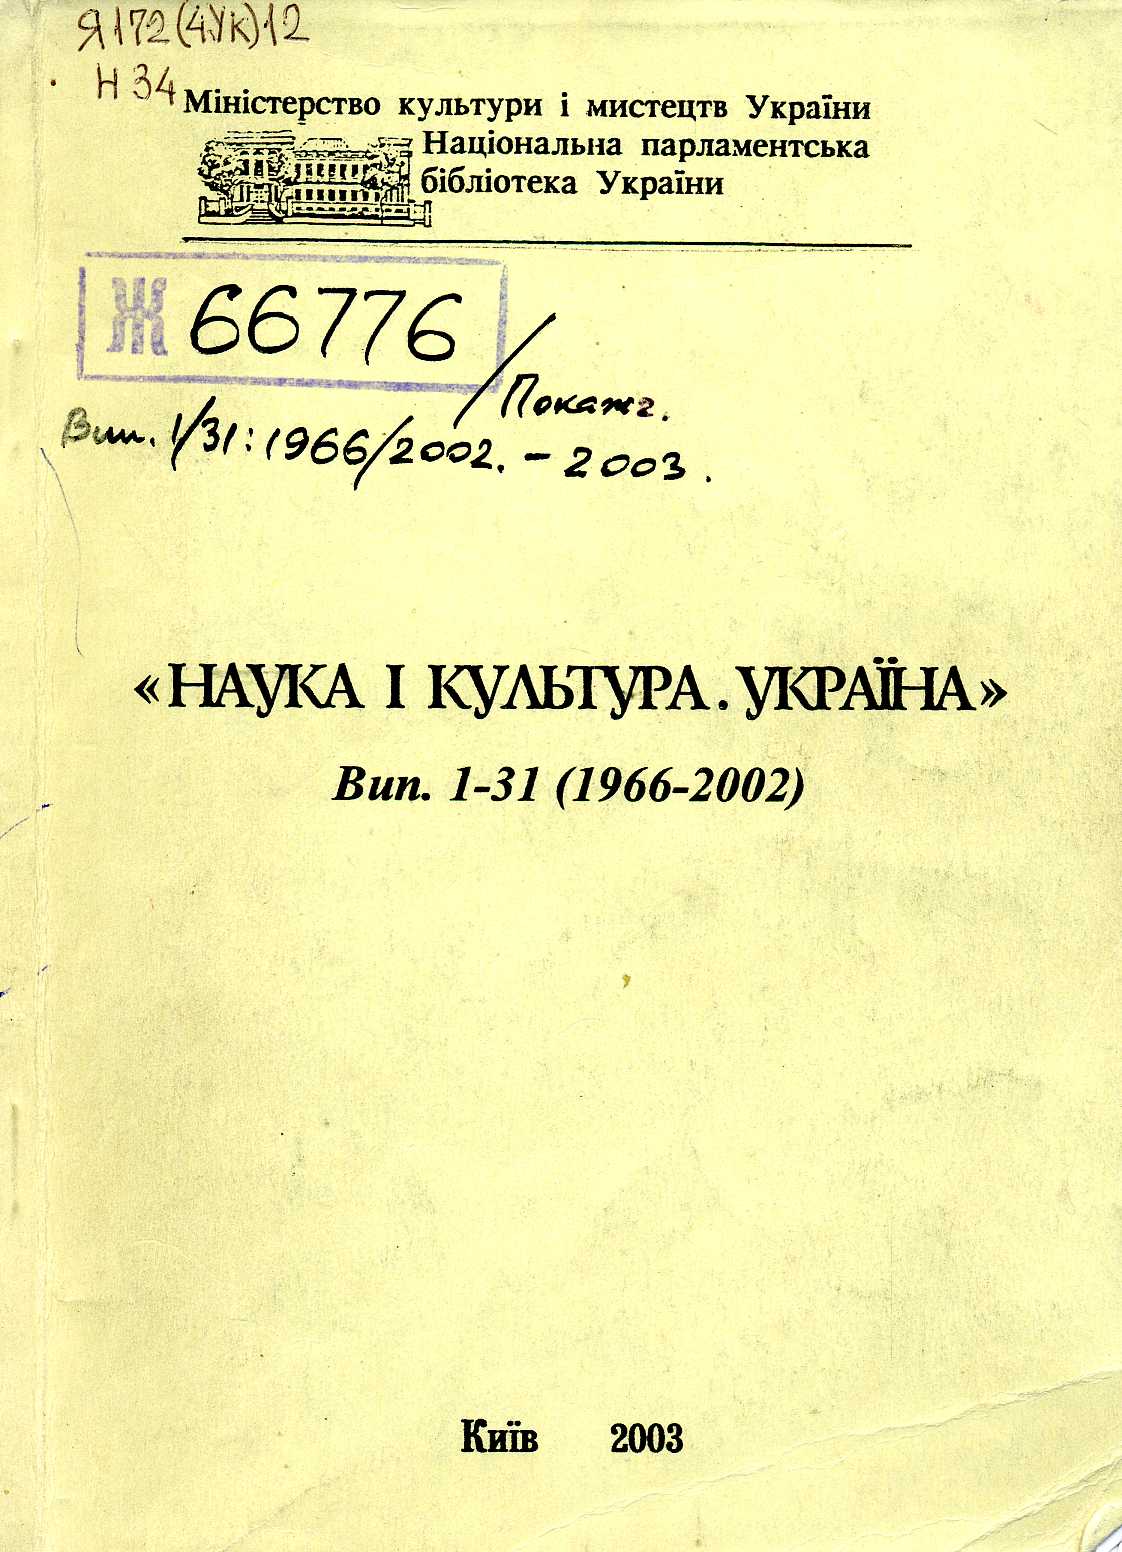 Я172(4Ук)12
Н34
Міністерство культури і мистецтв України
Національна парламентська
бібліотека України
Ж 66776/Покажч.
Вип. 1/31: 1966/2002. – 2003.
«НАУКА І КУЛЬТУРА. УКРАЇНА»
Вип. 1-31 (1966-2002)
Київ 2003